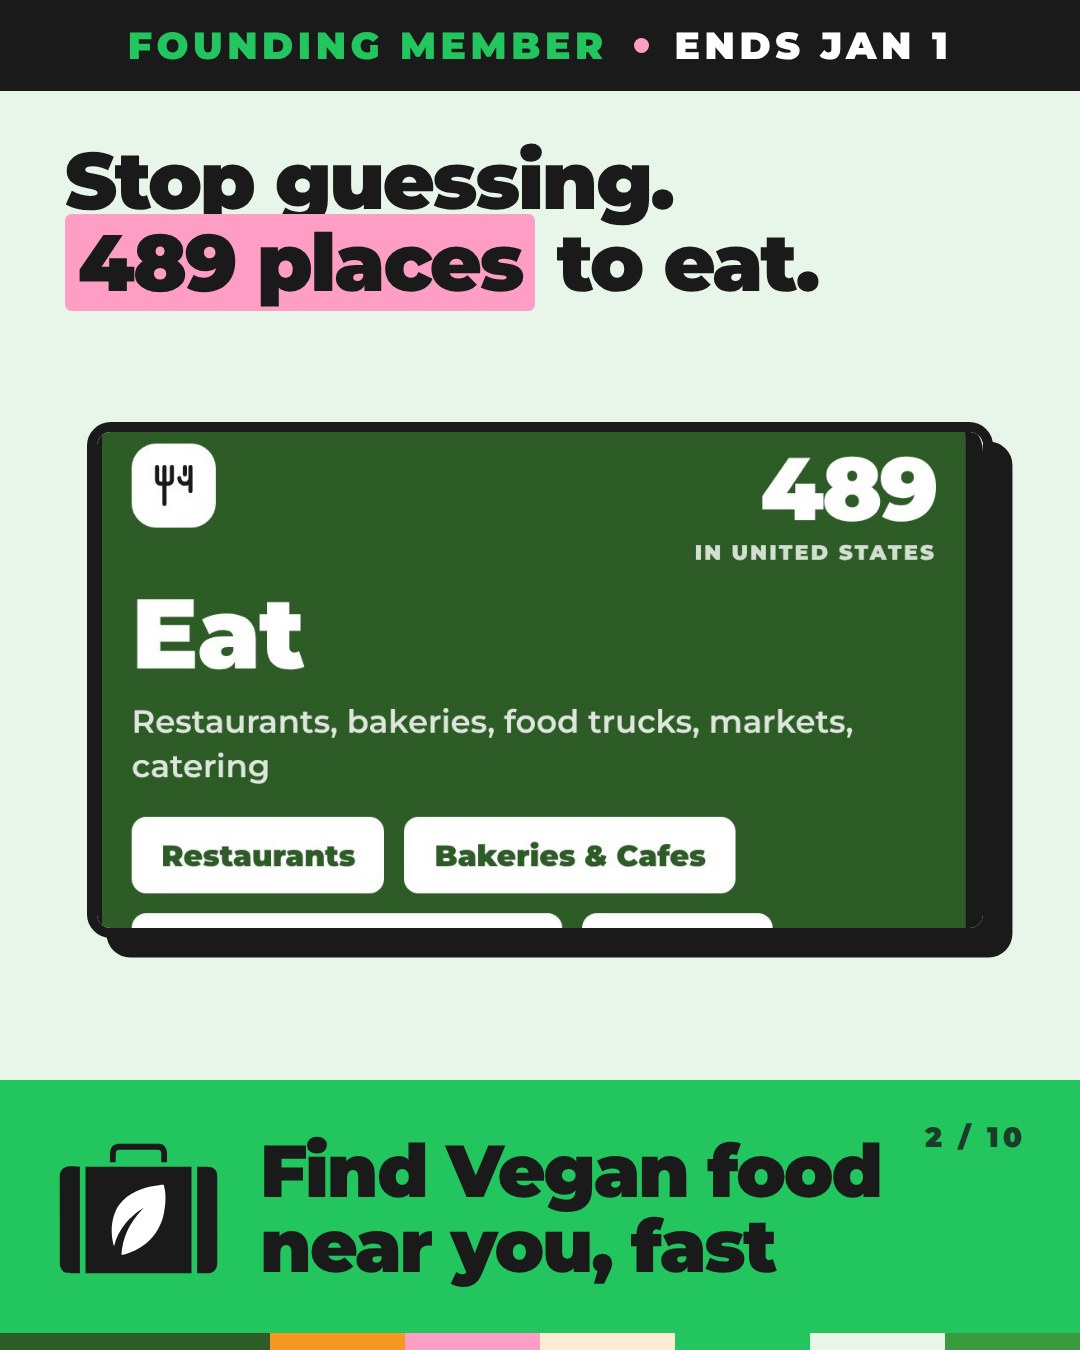 FOUNDING MEMBER • ENDS JAN 1
Stop guessing.
489 places to eat.
489
IN UNITED STATES
Eat
Restaurants, bakeries, food trucks, markets,
catering
Restaurants
Bakeries & Cafes
2 / 10
Find Vegan food
near you, fast